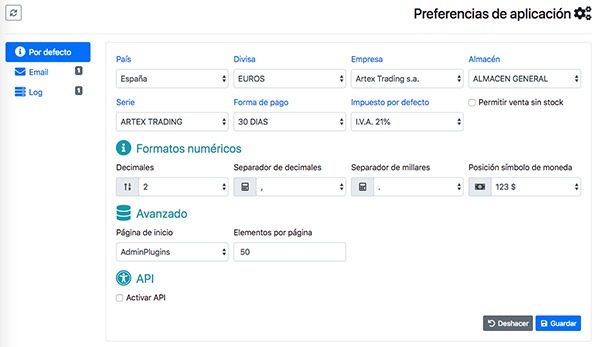 Preferencias de aplicación
Por defecto
Email 1
Log 1
País Divisa Empresa Almacén
España EUROS Artex Trading s.a. ALMACEN GENERAL
Serie Forma de pago Impuesto por defecto Permitir venta sin stock
ARTEX TRADING 30 DIAS I.V.A. 21%
Formatos numéricos
Decimales Separador de decimales Separador de millares Posición símbolo de moneda
2 , . 123 $
Avanzado
Página de inicio Elementos por página
AdminPlugins 50
API
Activar API
Deshacer Guardar